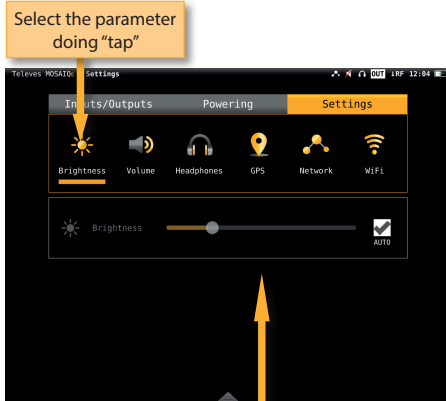 Select the parameter
doing “tap”
Televes MOSAIQ6 Settings OUT ↓RF 12:04
Inputs/Outputs Powering Settings
Brightness Volume Headphones GPS Network WiFi
Brightness
AUTO